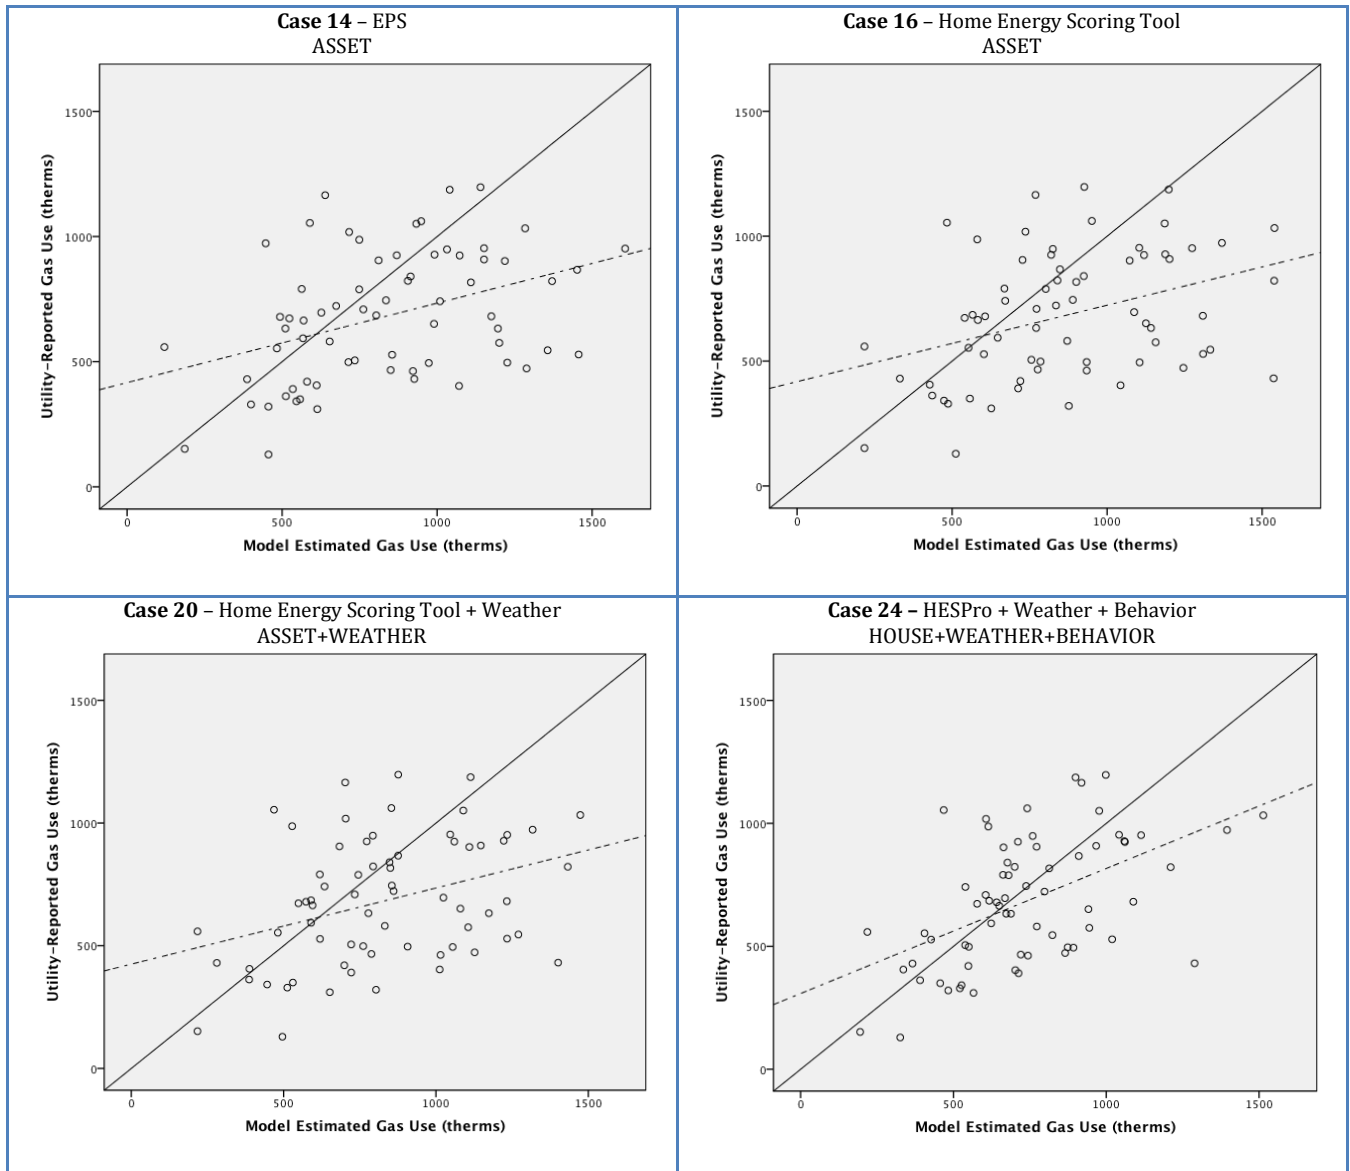 Case 14 – EPS
ASSET
1500
1000
500
0
Utility-Reported Gas Use (therms)
0 500 1000 1500
Model Estimated Gas Use (therms)
Case 16 – Home Energy Scoring Tool
ASSET
1500
1000
500
0
Utility-Reported Gas Use (therms)
0 500 1000 1500
Model Estimated Gas Use (therms)
Case 20 – Home Energy Scoring Tool + Weather
ASSET+WEATHER
1500
1000
500
0
Utility-Reported Gas Use (therms)
0 500 1000 1500
Model Estimated Gas Use (therms)
Case 24 – HESPro + Weather + Behavior
HOUSE+WEATHER+BEHAVIOR
1500
1000
500
0
Utility-Reported Gas Use (therms)
0 500 1000 1500
Model Estimated Gas Use (therms)